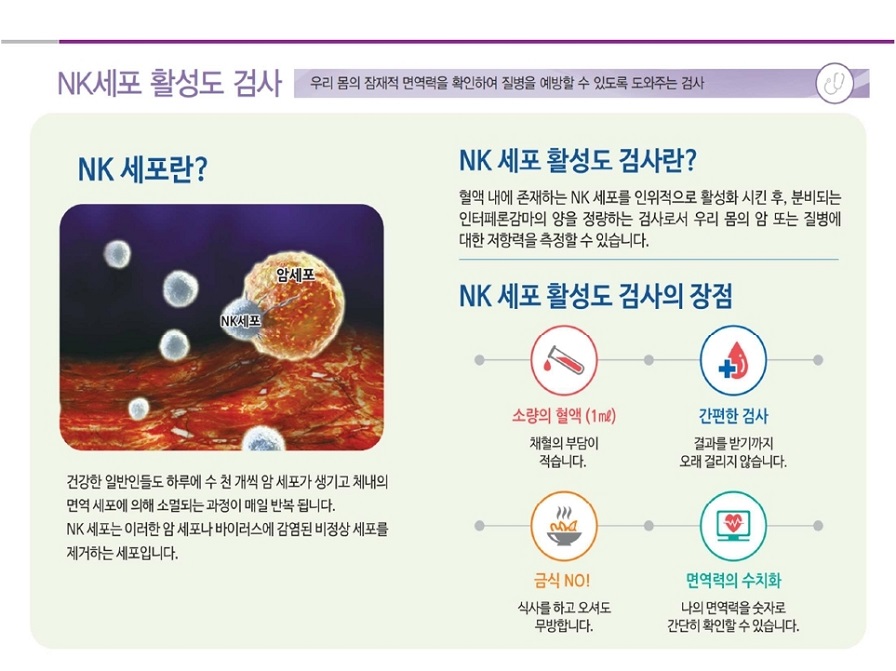 NK세포 활성도 검사
우리 몸의 잠재적 면역력을 확인하여 질병을 예방할 수 있도록 도와주는 검사
NK 세포란?
암세포
NK세포
건강한 일반인들도 하루에 수 천 개씩 암 세포가 생기고 체내의
면역 세포에 의해 소멸되는 과정이 매일 반복 됩니다.
NK 세포는 이러한 암 세포나 바이러스에 감염된 비정상 세포를
제거하는 세포입니다.
NK 세포 활성도 검사란?
혈액 내에 존재하는 NK 세포를 인위적으로 활성화 시킨 후, 분비되는
인터페론감마의 양을 정량하는 검사로서 우리 몸의 암 또는 질병에
대한 저항력을 측정할 수 있습니다.
NK 세포 활성도 검사의 장점
소량의 혈액 (1㎖)
채혈의 부담이
적습니다.
간편한 검사
결과를 받기까지
오래 걸리지 않습니다.
금식 NO!
식사를 하고 오셔도
무방합니다.
면역력의 수치화
나의 면역력을 숫자로
간단히 확인할 수 있습니다.